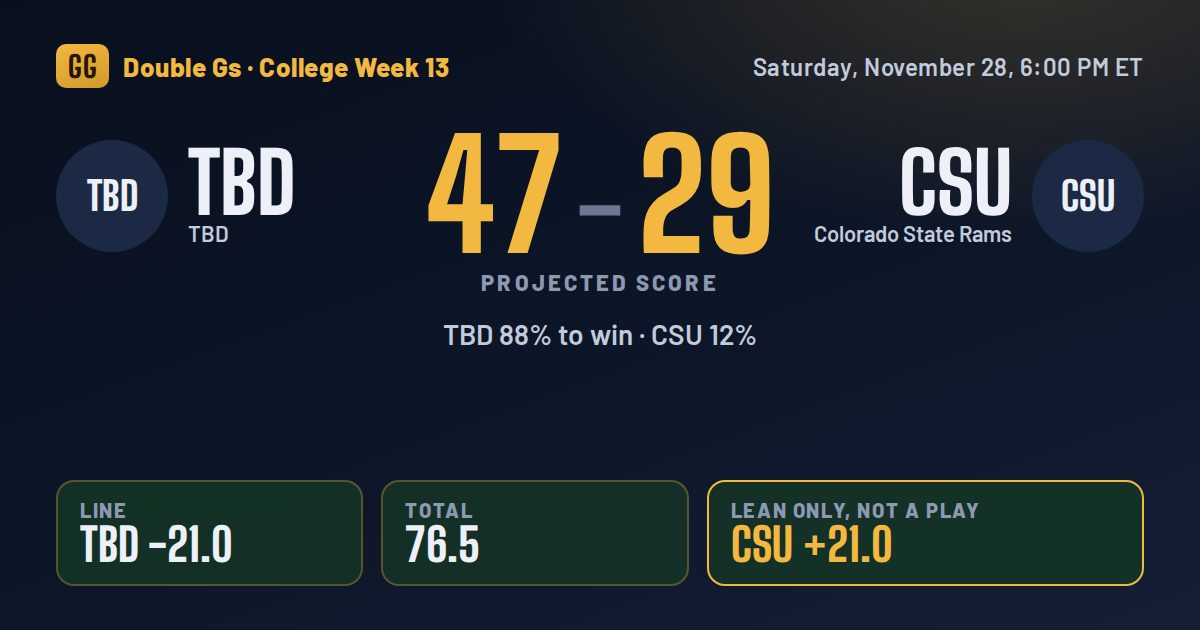 GG Double Gs · College Week 13 Saturday, November 28, 6:00 PM ET
TBD TBD 47 – 29 CSU CSU
TBD Colorado State Rams
PROJECTED SCORE
TBD 88% to win · CSU 12%
LINE TOTAL LEAN ONLY, NOT A PLAY
TBD −21.0 76.5 CSU +21.0